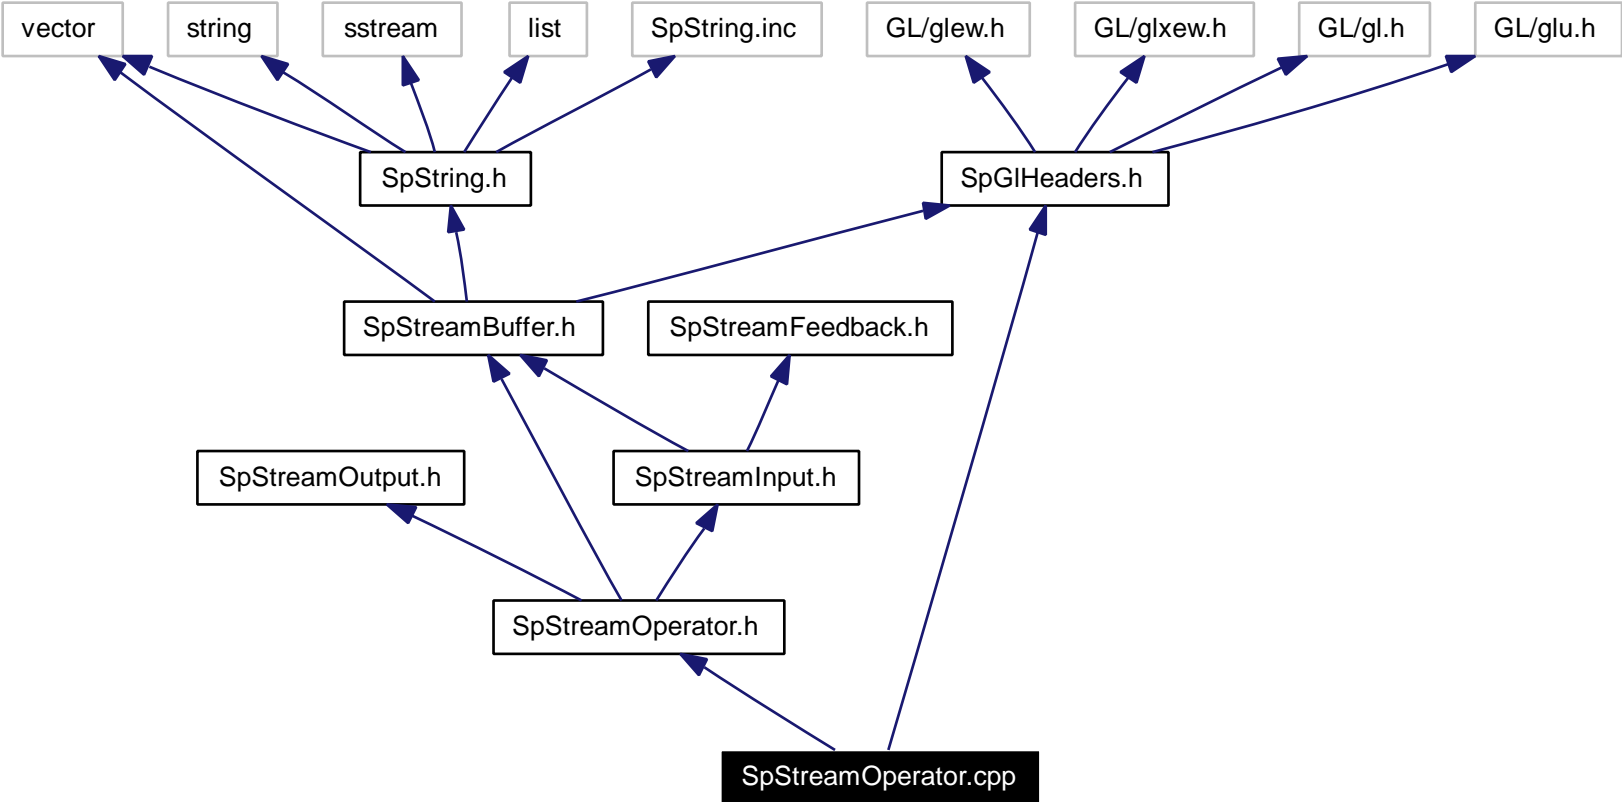 vector
string
sstream
list
SpString.inc
GL/glew.h
GL/glxew.h
GL/gl.h
GL/glu.h
SpString.h
SpGlHeaders.h
SpStreamBuffer.h
SpStreamFeedback.h
SpStreamOutput.h
SpStreamInput.h
SpStreamOperator.h
SpStreamOperator.cpp